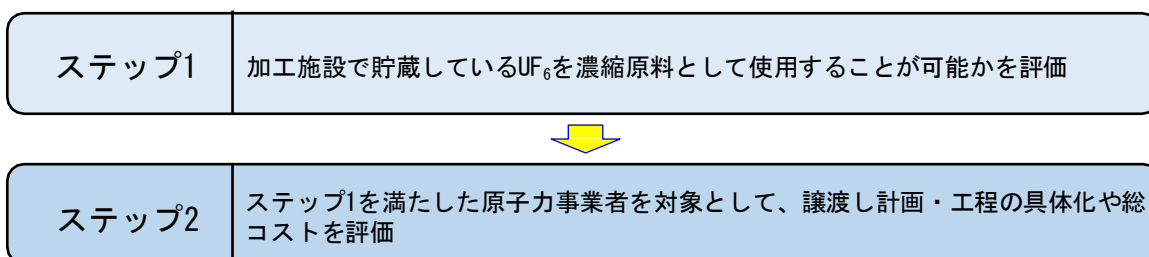 ステップ1
加工施設で貯蔵しているUF₆を濃縮原料として使用することが可能かを評価
ステップ2
ステップ1を満たした原子力事業者を対象として、譲渡し計画・工程の具体化や総
コストを評価